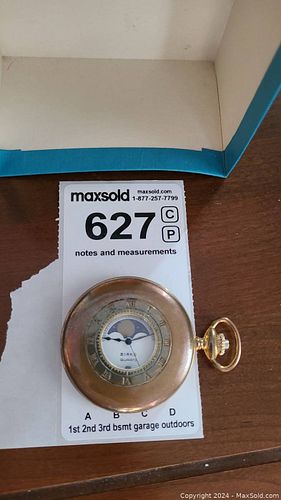 maxsold maxsold.com
1-877-257-7799
627 C
P
notes and measurements
BIRKS
QUARTZ
A B C D
1st 2nd 3rd bsmt garage outdoors
Copyright 2024 - MaxSold.com